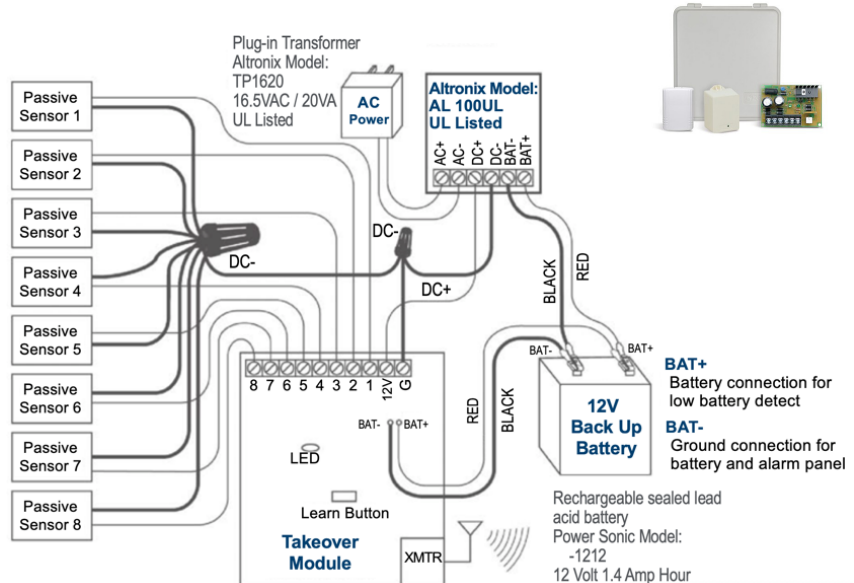 Plug-in Transformer
Altronix Model:
TP1620
16.5VAC / 20VA
UL Listed
AC
Power
Altronix Model:
AL 100UL
UL Listed
AC+
AC-
DC+
DC-
BAT-
BAT+
Passive
Sensor 1
Passive
Sensor 2
Passive
Sensor 3
Passive
Sensor 4
Passive
Sensor 5
Passive
Sensor 6
Passive
Sensor 7
Passive
Sensor 8
DC-
DC-
DC+
BLACK
RED
8 7 6 5 4 3 2 1 12V G
BAT- BAT+
LED
Learn Button
Takeover
Module
XMTR
RED
BLACK
BAT-
BAT+
12V
Back Up
Battery
BAT+
Battery connection for
low battery detect
BAT-
Ground connection for
battery and alarm panel
Rechargeable sealed lead
acid battery
Power Sonic Model:
-1212
12 Volt 1.4 Amp Hour